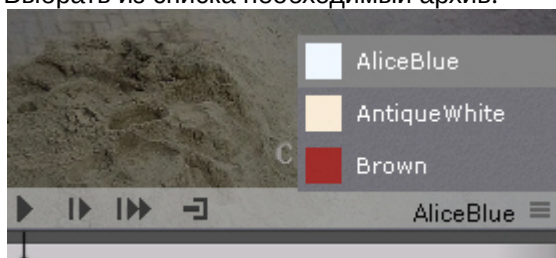 Выбрать из списка необходимый архив.
AliceBlue
AntiqueWhite
C
Brown
AliceBlue